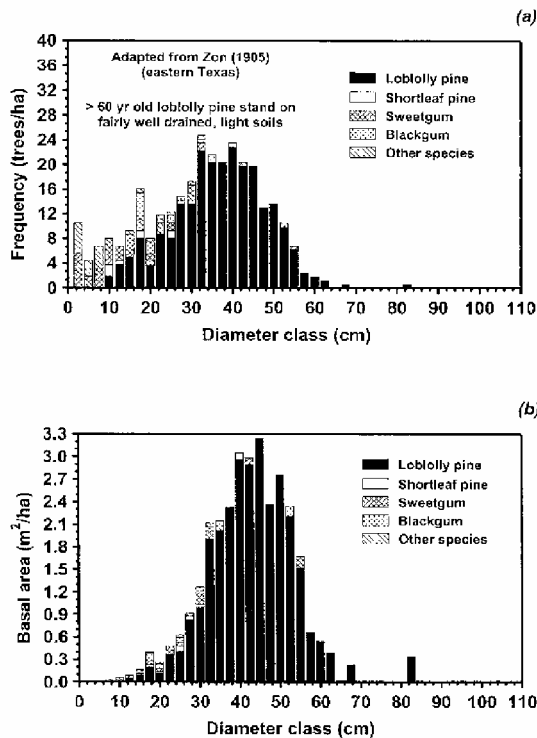 (a)
Adapted from Zon (1905)
(eastern Texas)
> 60 yr old loblolly pine stand on
fairly well drained, light soils
Loblolly pine
Shortleaf pine
Sweetgum
Blackgum
Other species
Frequency (trees/ha)
40
36
32
28
24
20
16
12
8
4
0
0 10 20 30 40 50 60 70 80 90 100 110
Diameter class (cm)
(b)
Loblolly pine
Shortleaf pine
Sweetgum
Blackgum
Other species
Basal area (m²/ha)
3.3
3.0
2.7
2.4
2.1
1.8
1.5
1.2
0.9
0.6
0.3
0.0
0 10 20 30 40 50 60 70 80 90 100 110
Diameter class (cm)